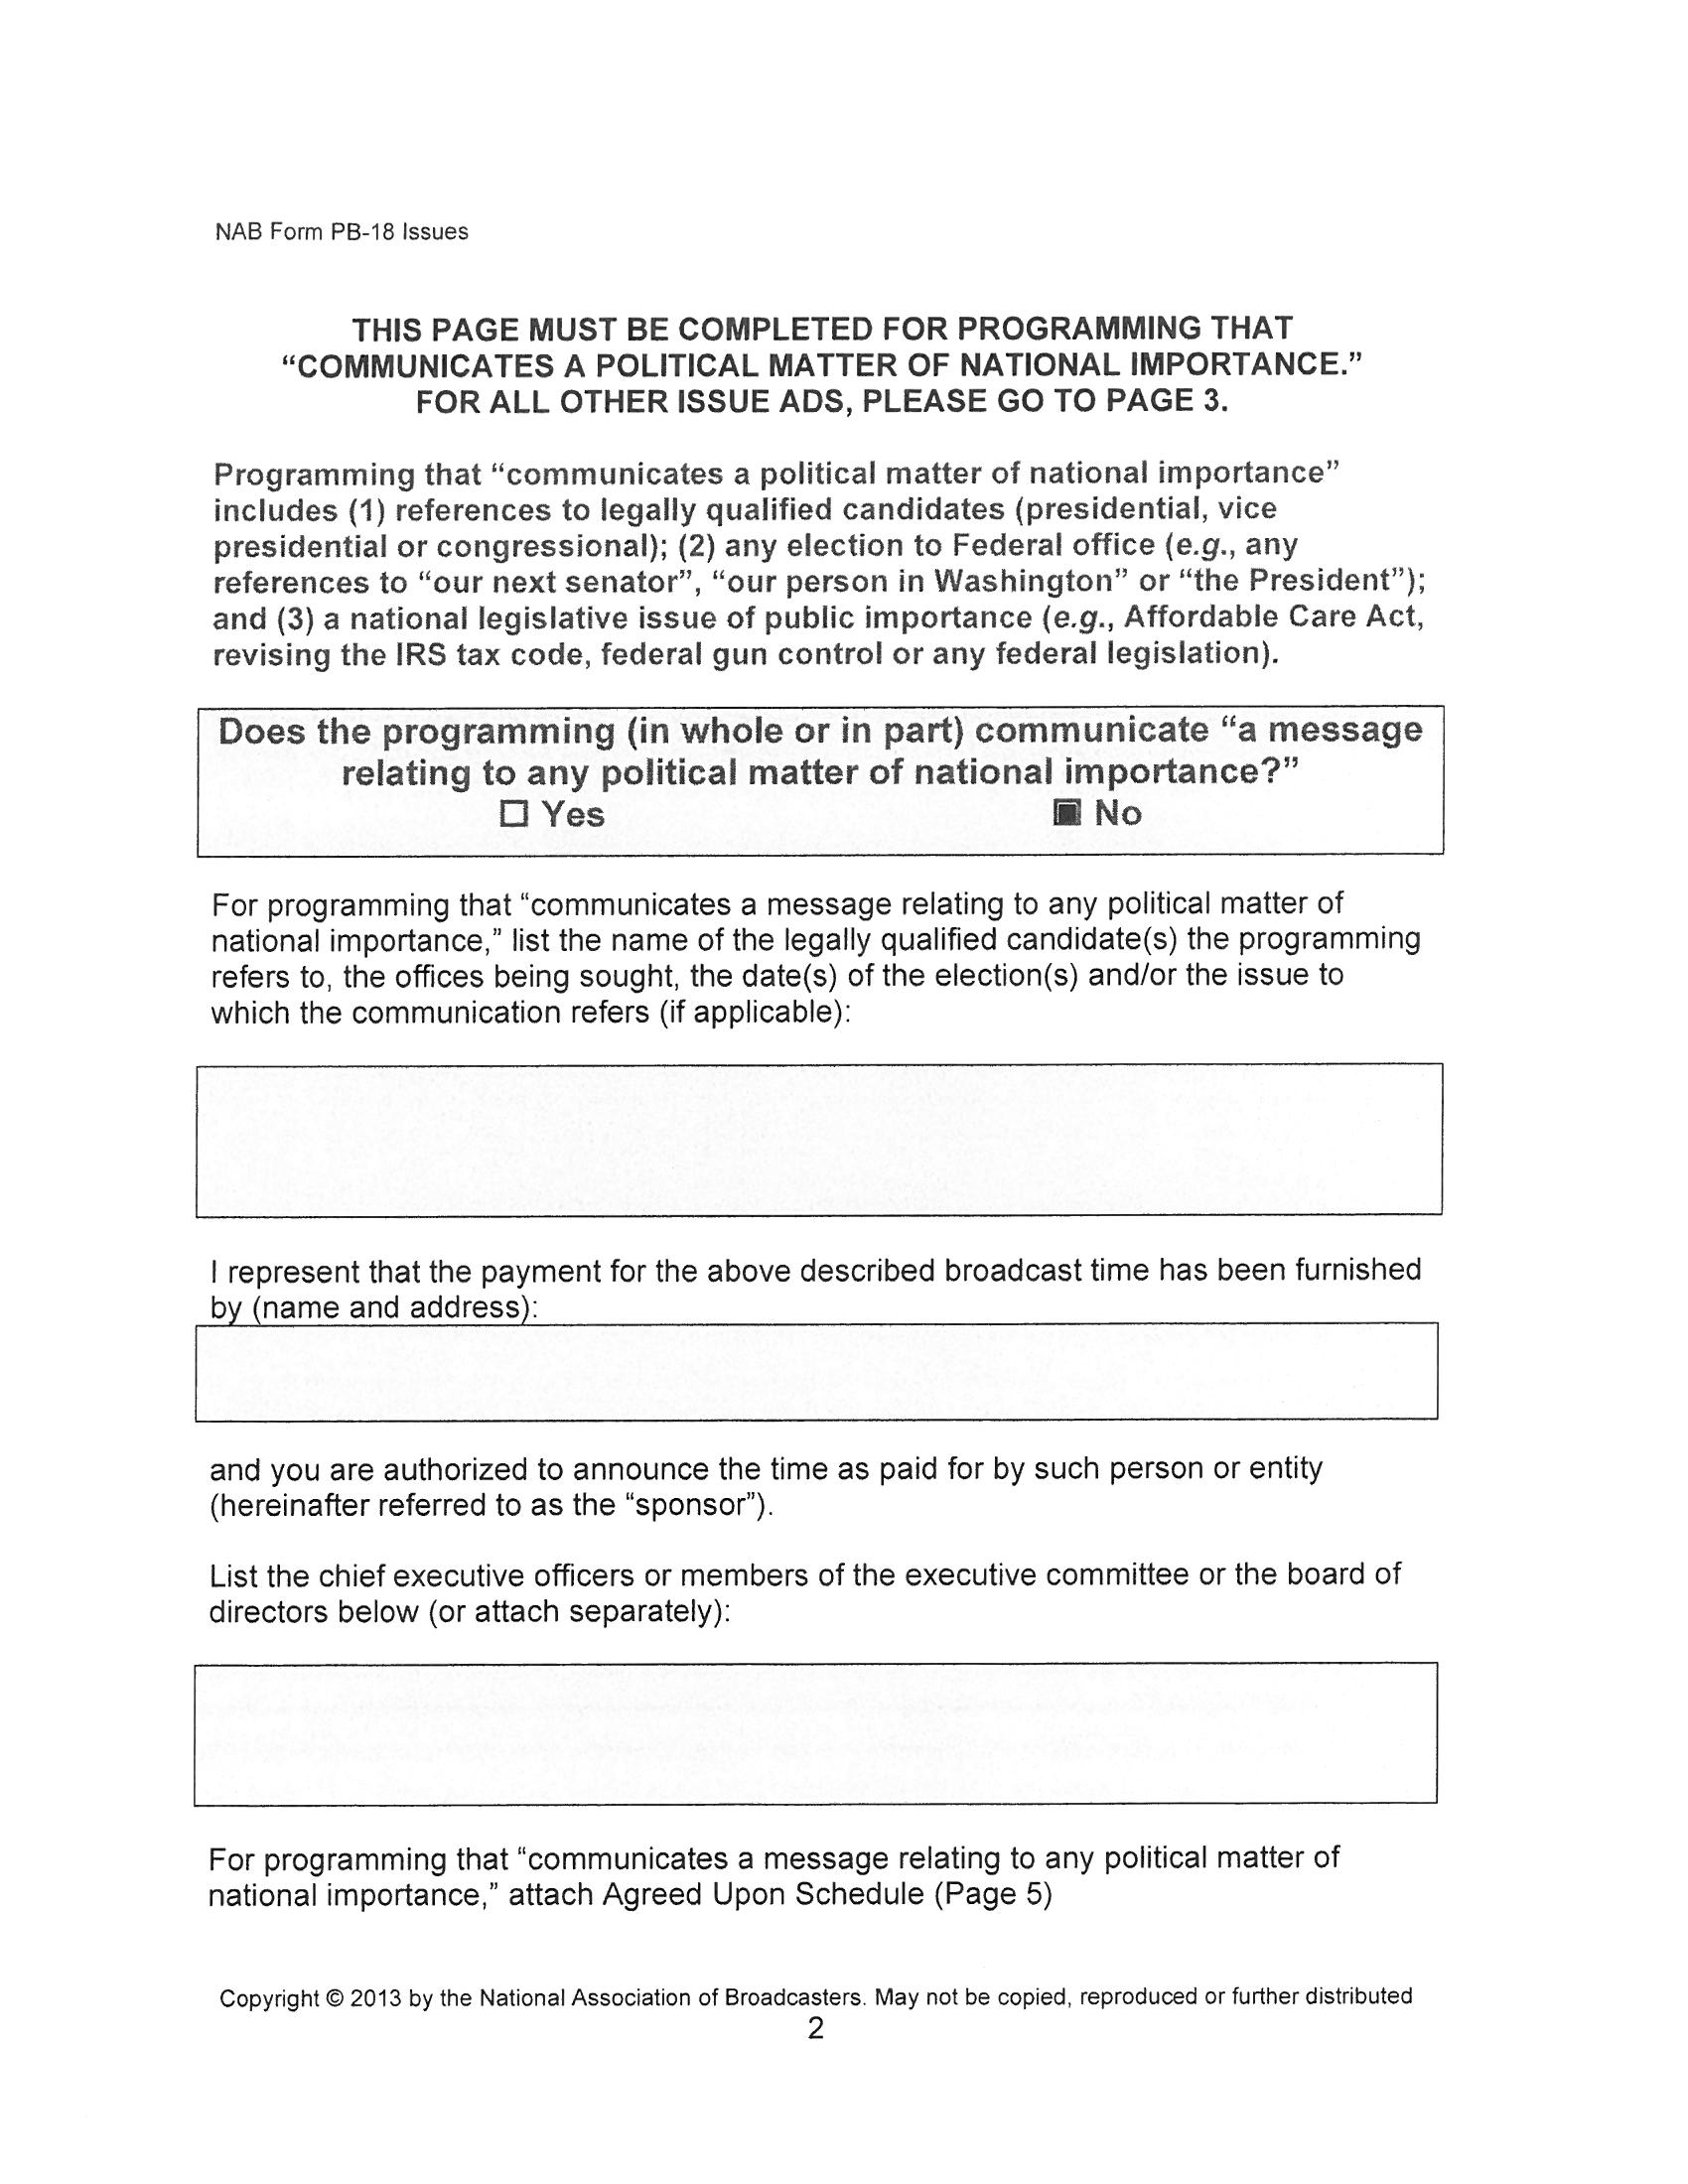 NAB Form PB-18 Issues
THIS PAGE MUST BE COMPLETED FOR PROGRAMMING THAT
“COMMUNICATES A POLITICAL MATTER OF NATIONAL IMPORTANCE.”
FOR ALL OTHER ISSUE ADS, PLEASE GO TO PAGE 3.
Programming that “communicates a political matter of national importance”
includes (1) references to legally qualified candidates (presidential, vice
presidential or congressional); (2) any election to Federal office (e.g., any
references to “our next senator”, “our person in Washington” or “the President”);
and (3) a national legislative issue of public importance (e.g., Affordable Care Act,
revising the IRS tax code, federal gun control or any federal legislation).
Does the programming (in whole or in part) communicate “a message
relating to any political matter of national importance?”
☐ Yes ■ No
For programming that “communicates a message relating to any political matter of
national importance,” list the name of the legally qualified candidate(s) the programming
refers to, the offices being sought, the date(s) of the election(s) and/or the issue to
which the communication refers (if applicable):
I represent that the payment for the above described broadcast time has been furnished
by (name and address):
and you are authorized to announce the time as paid for by such person or entity
(hereinafter referred to as the “sponsor”).
List the chief executive officers or members of the executive committee or the board of
directors below (or attach separately):
For programming that “communicates a message relating to any political matter of
national importance,” attach Agreed Upon Schedule (Page 5)
Copyright © 2013 by the National Association of Broadcasters. May not be copied, reproduced or further distributed
2